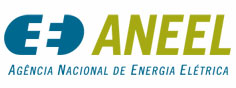 ANEEL
AGÊNCIA NACIONAL DE ENERGIA ELÉTRICA